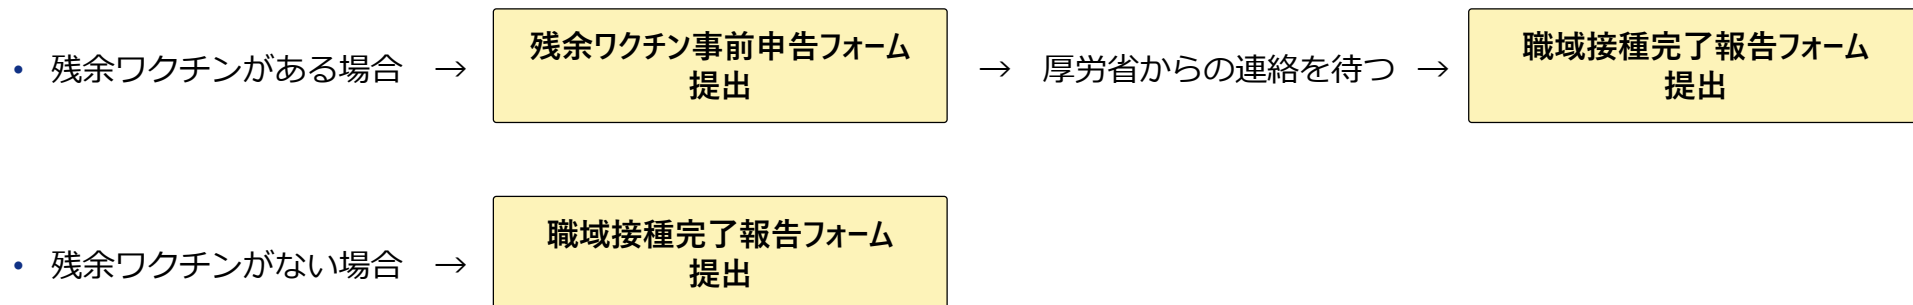 • 残余ワクチンがある場合 → 残余ワクチン事前申告フォーム 提出 → 厚労省からの連絡を待つ → 職域接種完了報告フォーム 提出
• 残余ワクチンがない場合 → 職域接種完了報告フォーム 提出